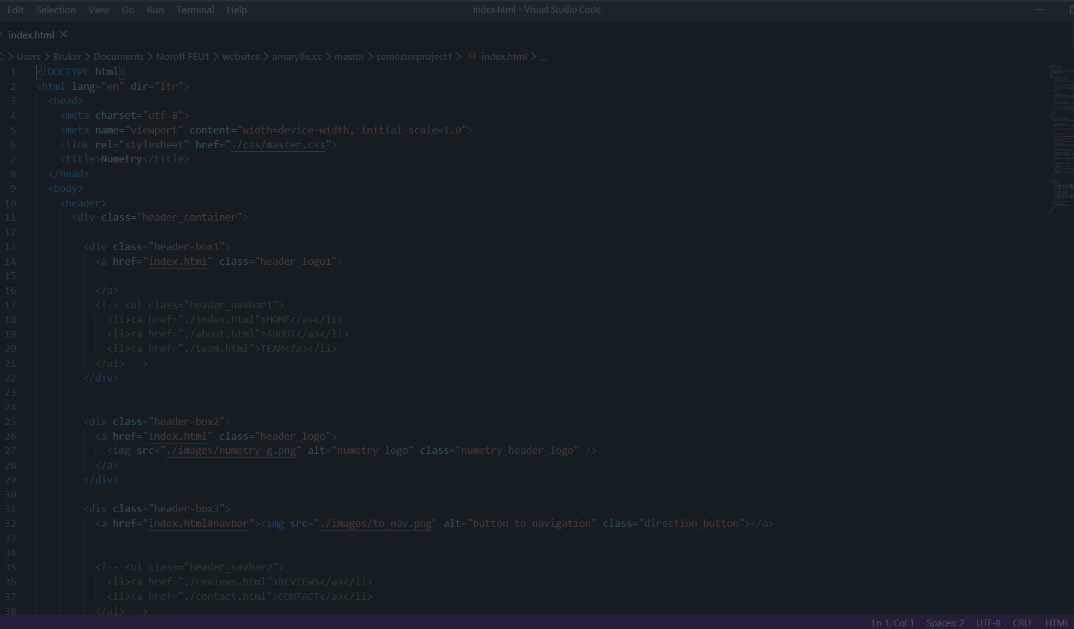 Edit Selection View Go Run Terminal Help index.html - Visual Studio Code
index.html ×
> Users > Bruker > Documents > Noroff FEUT > websites > amaryllis.cc > master > semesterproject1 > <> index.html > ...
1 <!DOCTYPE html>
2 <html lang="en" dir="ltr">
3 <head>
4 <meta charset="utf-8">
5 <meta name="viewport" content="width=device-width, initial-scale=1.0">
6 <link rel="stylesheet" href="./css/master.css">
7 <title>Numetry</title>
8 </head>
9 <body>
10 <header>
11 <div class="header_container">
12
13 <div class="header-box1">
14 <a href="index.html" class="header_logo1">
15
16 </a>
17 <!-- <ul class="header_navbar1">
18 <li><a href="./index.html">HOME</a></li>
19 <li><a href="./about.html">ABOUT</a></li>
20 <li><a href="./team.html">TEAM</a></li>
21 </ul> -->
22 </div>
23
24
25 <div class="header-box2">
26 <a href="index.html" class="header_logo">
27 <img src="./images/numetry-g.png" alt="numetry logo" class="numetry_header_logo" />
28 </a>
29 </div>
30
31 <div class="header-box3">
32 <a href="index.html#navbar"><img src="./images/to_nav.png" alt="button to navigation" class="direction_button"></a>
33
34
35 <!-- <ul class="header_navbar2">
36 <li><a href="./reviews.html">REVIEWS</a></li>
37 <li><a href="./contact.html">CONTACT</a></li>
38 </ul> -->
Ln 1, Col 1 Spaces: 2 UTF-8 CRLF HTML